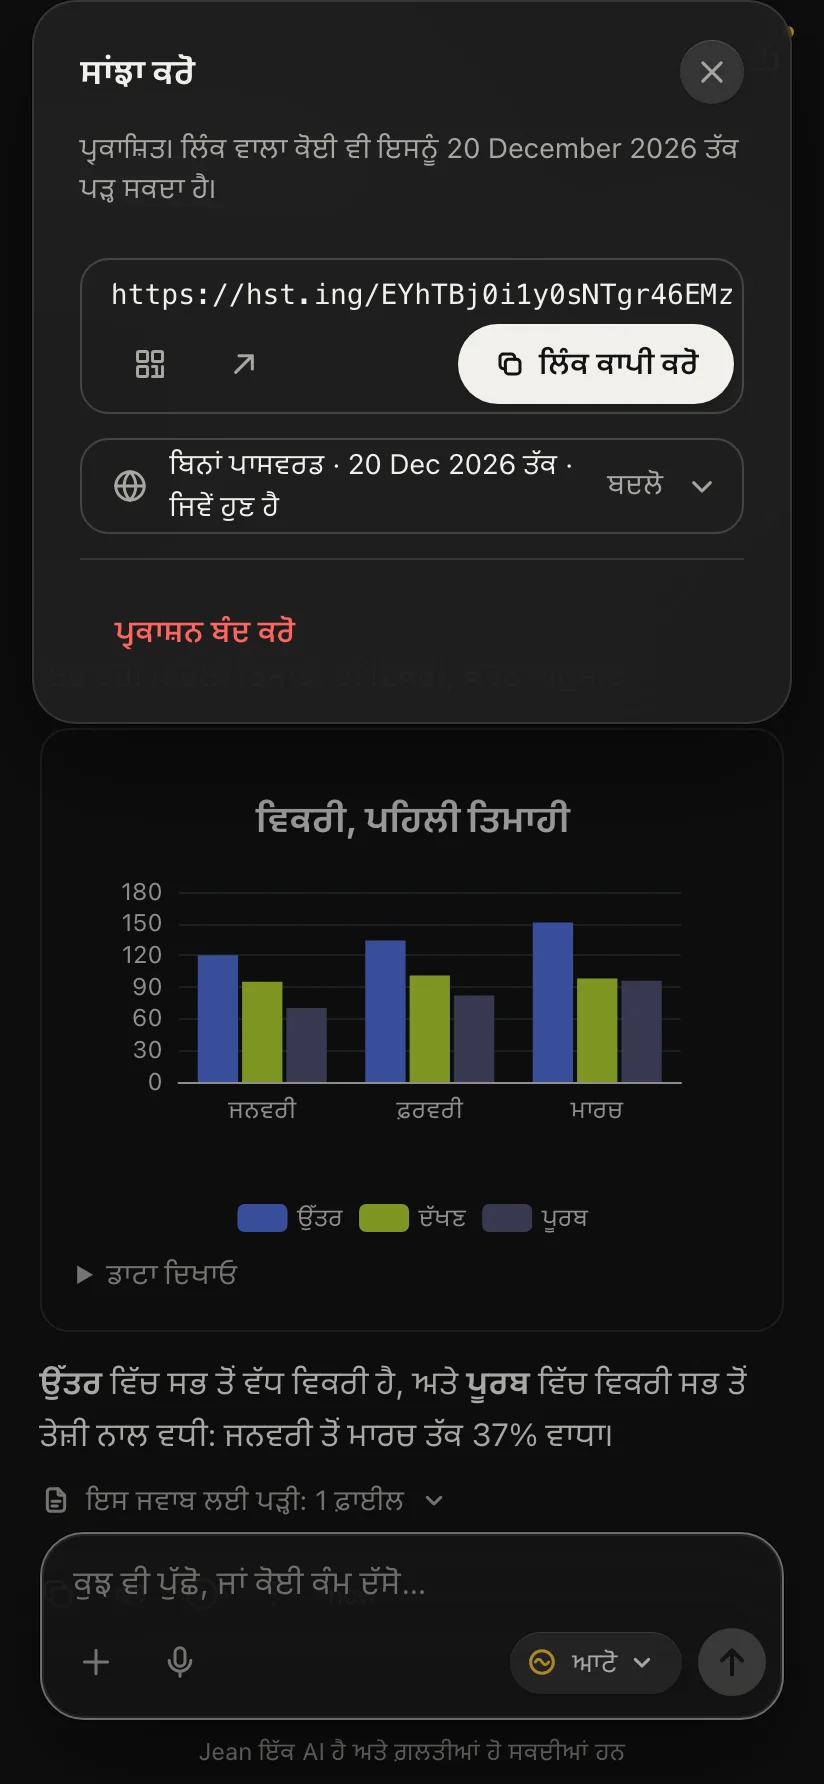 ਸਾਂਝਾ ਕਰੋ
ਪ੍ਰਕਾਸ਼ਿਤ। ਲਿੰਕ ਵਾਲਾ ਕੋਈ ਵੀ ਇਸਨੂੰ 20 December 2026 ਤੱਕ
ਪੜ੍ਹ ਸਕਦਾ ਹੈ।
https://hst.ing/EYhTBj0i1y0sNTgr46EMz
ਲਿੰਕ ਕਾਪੀ ਕਰੋ
ਬਿਨਾਂ ਪਾਸਵਰਡ · 20 Dec 2026 ਤੱਕ ·
ਜਿਵੇਂ ਹੁਣ ਹੈ
ਬਦਲੋ
ਪ੍ਰਕਾਸ਼ਨ ਬੰਦ ਕਰੋ
ਵਿਕਰੀ, ਪਹਿਲੀ ਤਿਮਾਹੀ
180
150
120
90
60
30
0
ਜਨਵਰੀ ਫ਼ਰਵਰੀ ਮਾਰਚ
ਉੱਤਰ ਦੱਖਣ ਪੂਰਬ
ਡਾਟਾ ਦਿਖਾਓ
ਉੱਤਰ ਵਿੱਚ ਸਭ ਤੋਂ ਵੱਧ ਵਿਕਰੀ ਹੈ, ਅਤੇ ਪੂਰਬ ਵਿੱਚ ਵਿਕਰੀ ਸਭ ਤੋਂ
ਤੇਜ਼ੀ ਨਾਲ ਵਧੀ: ਜਨਵਰੀ ਤੋਂ ਮਾਰਚ ਤੱਕ 37% ਵਾਧਾ।
ਇਸ ਜਵਾਬ ਲਈ ਪੜ੍ਹੀ: 1 ਫ਼ਾਈਲ
ਕੁਝ ਵੀ ਪੁੱਛੋ, ਜਾਂ ਕੋਈ ਕੰਮ ਦੱਸੋ...
ਆਟੋ
Jean ਇੱਕ AI ਹੈ ਅਤੇ ਗ਼ਲਤੀਆਂ ਹੋ ਸਕਦੀਆਂ ਹਨ